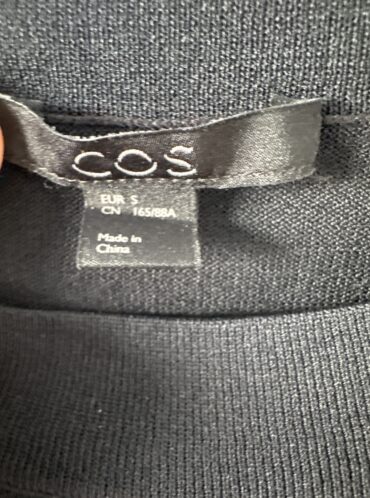 COS
EUR S
CN 165/88A
Made in
China